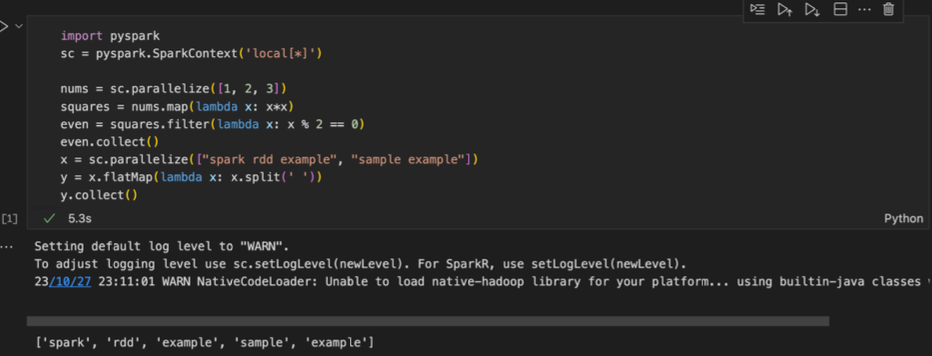 import pyspark
sc = pyspark.SparkContext('local[*]')
nums = sc.parallelize([1, 2, 3])
squares = nums.map(lambda x: x*x)
even = squares.filter(lambda x: x % 2 == 0)
even.collect()
x = sc.parallelize(["spark rdd example", "sample example"])
y = x.flatMap(lambda x: x.split(' '))
y.collect()
[1]
5.3s
Python
Setting default log level to "WARN".
To adjust logging level use sc.setLogLevel(newLevel). For SparkR, use setLogLevel(newLevel).
23/10/27 23:11:01 WARN NativeCodeLoader: Unable to load native-hadoop library for your platform... using builtin-java classes
['spark', 'rdd', 'example', 'sample', 'example']